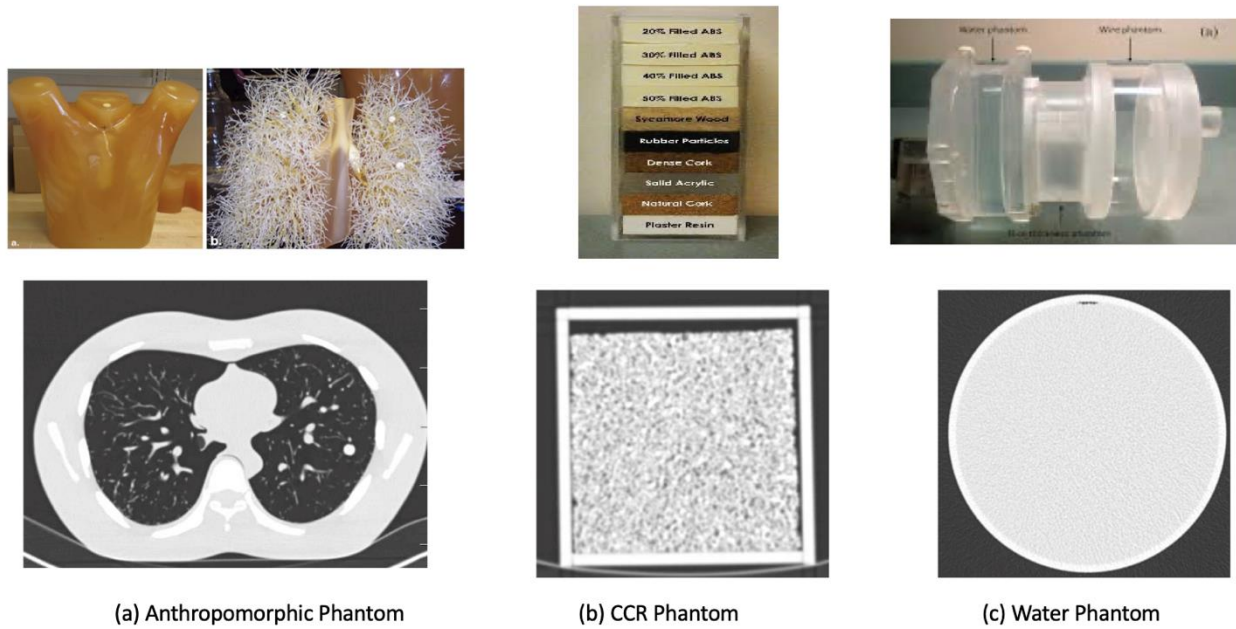 a.
b.
20% Filled ABS
30% Filled ABS
40% Filled ABS
50% Filled ABS
Sycamore Wood
Rubber Particles
Dense Cork
Solid Acrylic
Natural Cork
Plaster Resin
Water phantom
Wire phantom
(a) Anthropomorphic Phantom
(b) CCR Phantom
(c) Water Phantom